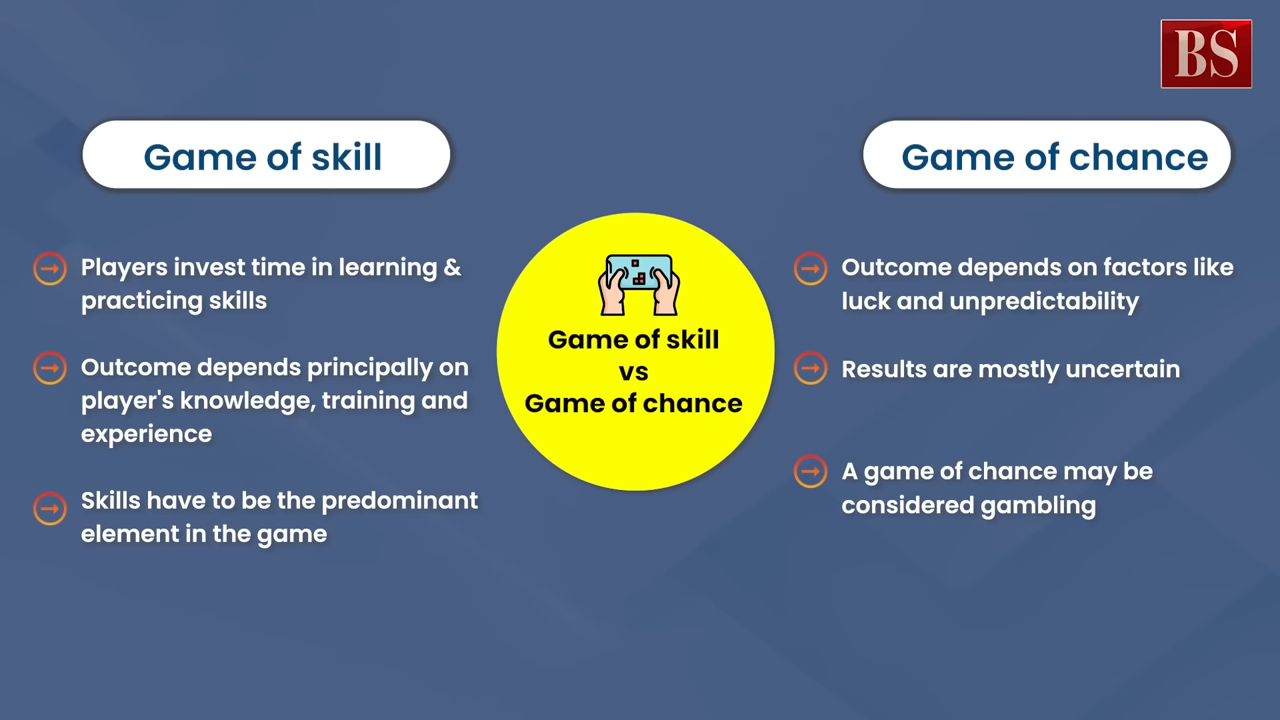 BS
Game of skill
Players invest time in learning &
practicing skills
Outcome depends principally on
player's knowledge, training and
experience
Skills have to be the predominant
element in the game
Game of skill
vs
Game of chance
Game of chance
Outcome depends on factors like
luck and unpredictability
Results are mostly uncertain
A game of chance may be
considered gambling